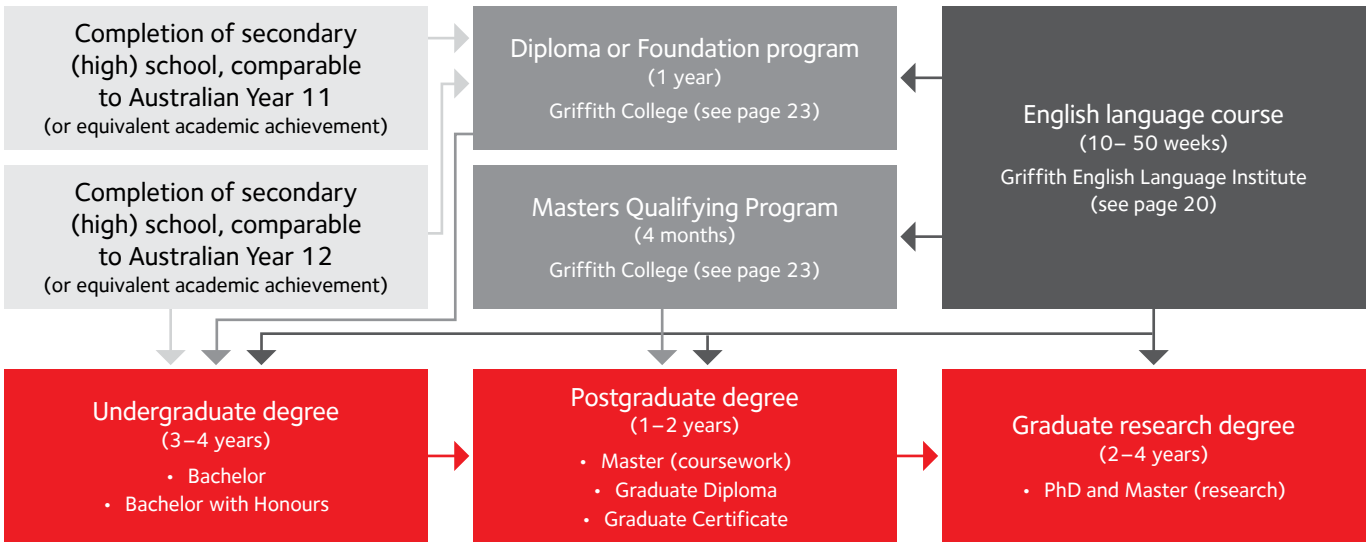 Completion of secondary
(high) school, comparable
to Australian Year 11
(or equivalent academic achievement)
Diploma or Foundation program
(1 year)
Griffith College (see page 23)
English language course
(10– 50 weeks)
Griffith English Language Institute
(see page 20)
Completion of secondary
(high) school, comparable
to Australian Year 12
(or equivalent academic achievement)
Masters Qualifying Program
(4 months)
Griffith College (see page 23)
Undergraduate degree
(3–4 years)
• Bachelor
• Bachelor with Honours
Postgraduate degree
(1–2 years)
• Master (coursework)
• Graduate Diploma
• Graduate Certificate
Graduate research degree
(2–4 years)
• PhD and Master (research)